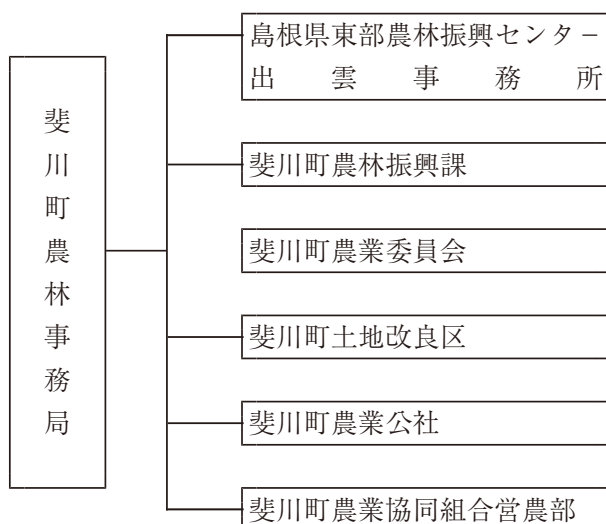 斐川町農林事務局
島根県東部農林振興センタ－
出雲事務所
斐川町農林振興課
斐川町農業委員会
斐川町土地改良区
斐川町農業公社
斐川町農業協同組合営農部